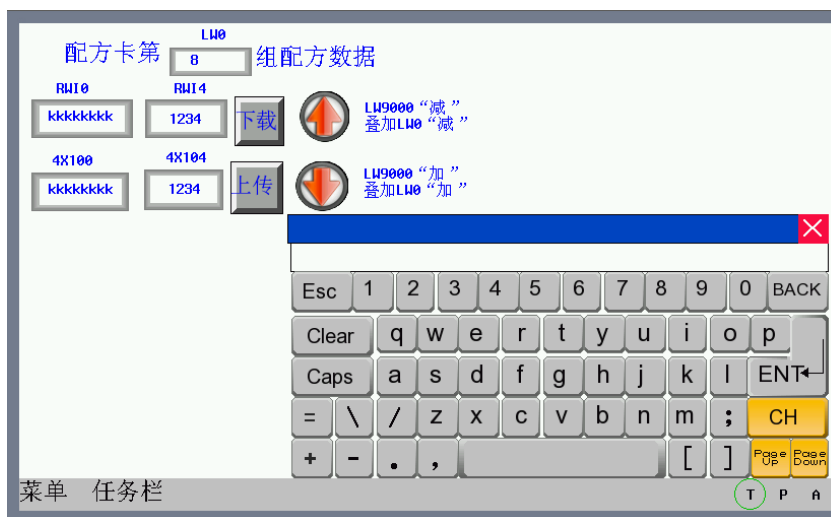 LW0
配方卡第 8 组配方数据
RWI0 RWI4
kkkkkkkk 1234 下载
LW9000“减”
叠加LW0“减”
4X100 4X104
kkkkkkkk 1234 上传
LW9000“加”
叠加LW0“加”
Esc 1 2 3 4 5 6 7 8 9 0 BACK
Clear q w e r t y u i o p
Caps a s d f g h j k l ENT
= \ / z x c v b n m ; CH
+ - . , [ ] Page Up Page Down
菜单 任务栏 T P A